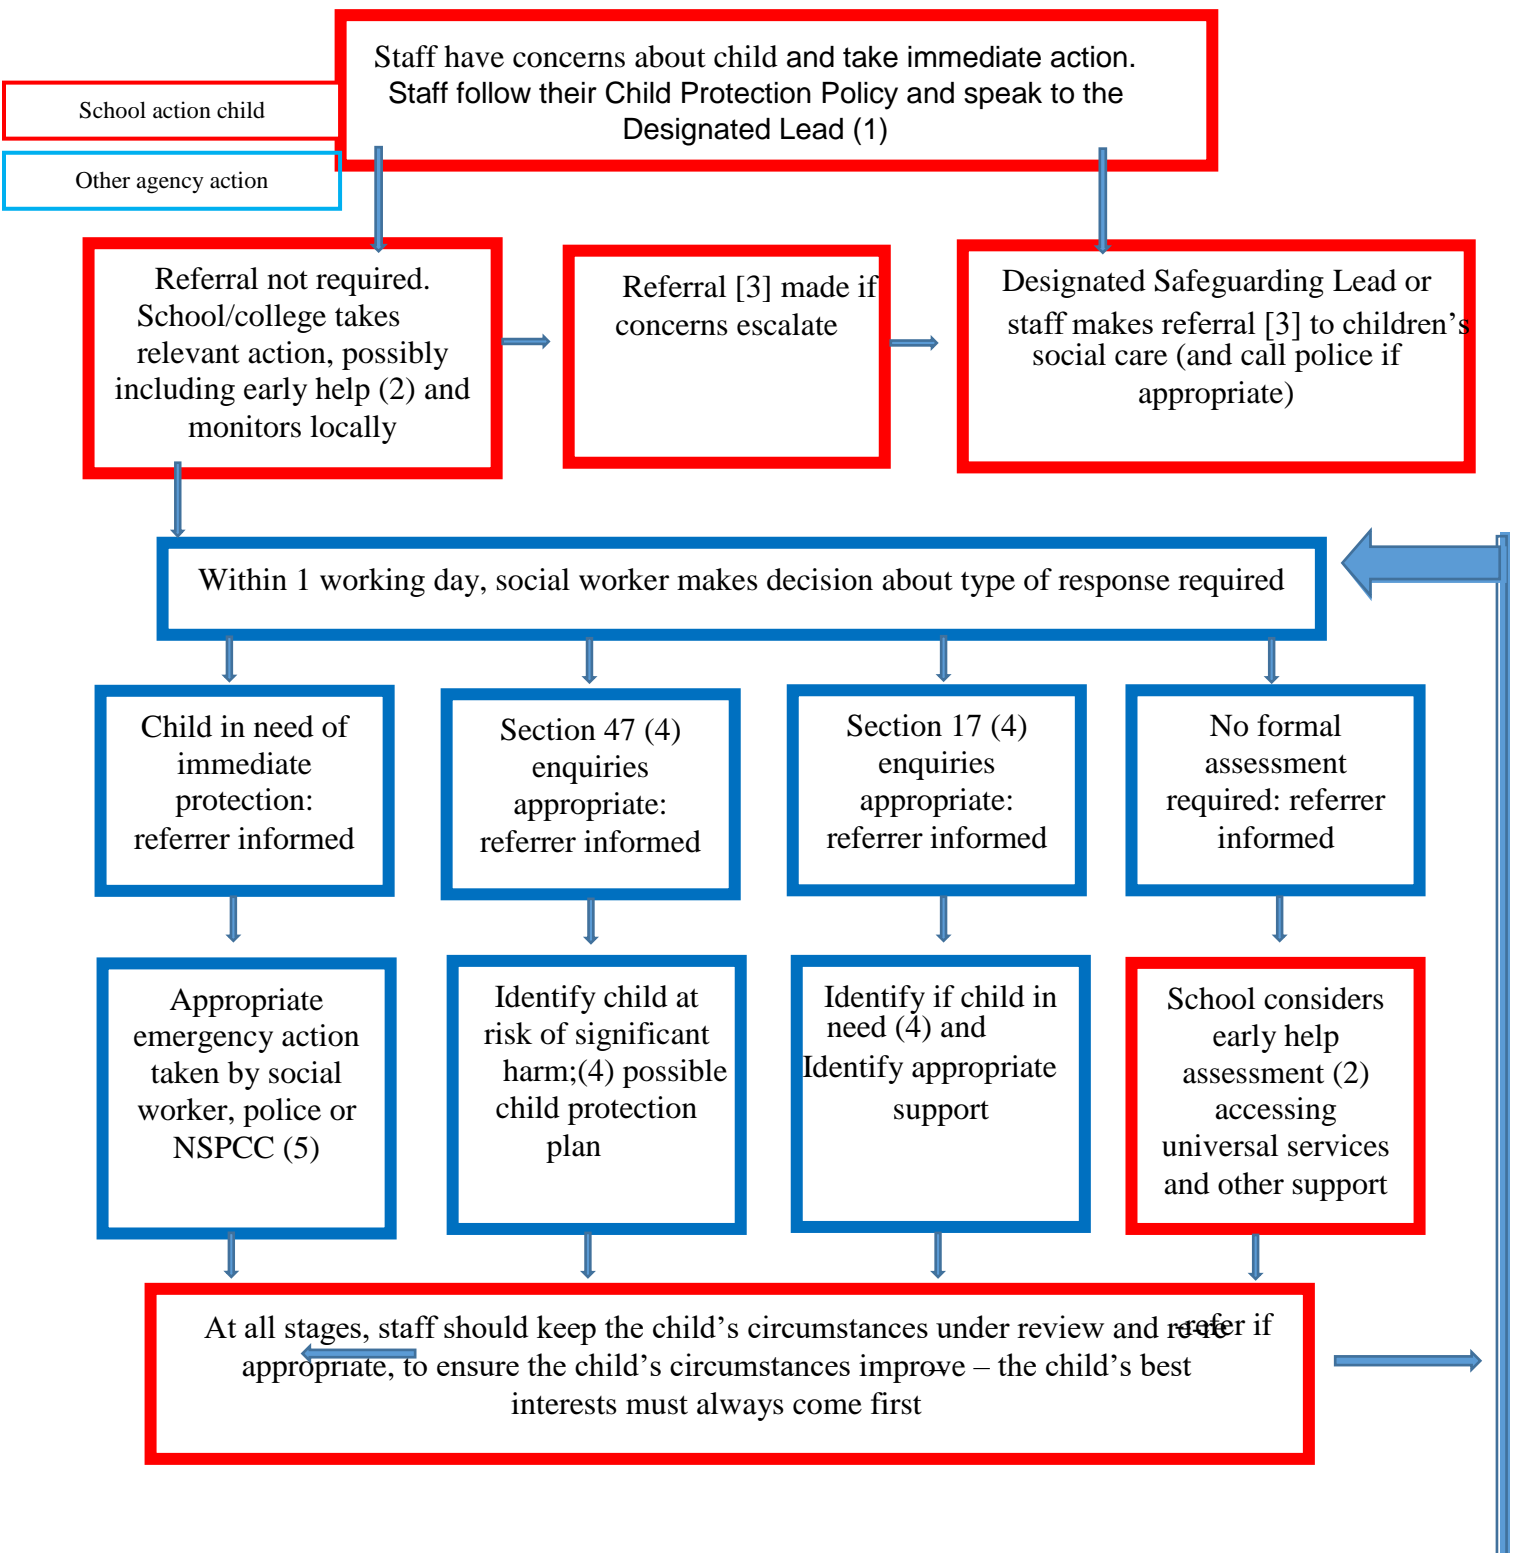 Staff have concerns about child and take immediate action.
Staff follow their Child Protection Policy and speak to the
Designated Lead (1)
School action child
Other agency action
Referral not required.
School/college takes
relevant action, possibly
including early help (2) and
monitors locally
Referral [3] made if
concerns escalate
Designated Safeguarding Lead or
staff makes referral [3] to children’s
social care (and call police if
appropriate)
Within 1 working day, social worker makes decision about type of response required
Child in need of
immediate
protection:
referrer informed
Section 47 (4)
enquiries
appropriate:
referrer informed
Section 17 (4)
enquiries
appropriate:
referrer informed
No formal
assessment
required: referrer
informed
Appropriate
emergency action
taken by social
worker, police or
NSPCC (5)
Identify child at
risk of significant
harm;(4) possible
child protection
plan
Identify if child in
need (4) and
Identify appropriate
support
School considers
early help
assessment (2)
accessing
universal services
and other support
At all stages, staff should keep the child’s circumstances under review and re-refer if
appropriate, to ensure the child’s circumstances improve – the child’s best
interests must always come first